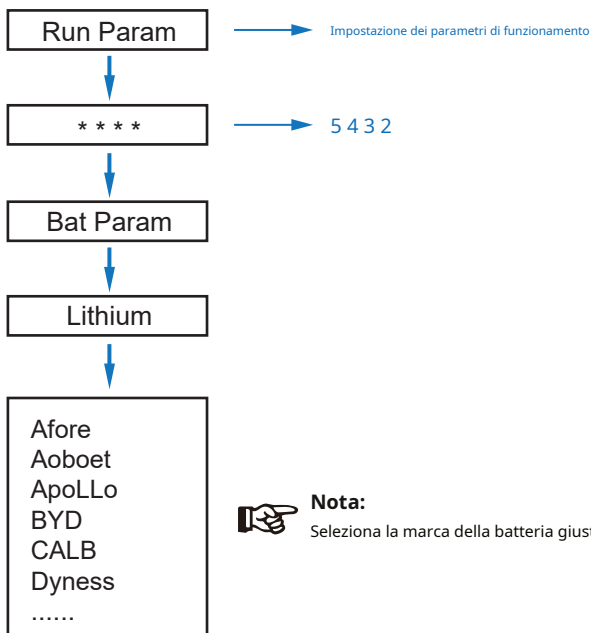 Run Param
Impostazione dei parametri di funzionamento
* * * *
5 4 3 2
Bat Param
Lithium
Afore
Aoboet
ApoLLo
BYD
CALB
Dyness
......
Nota:
Seleziona la marca della batteria